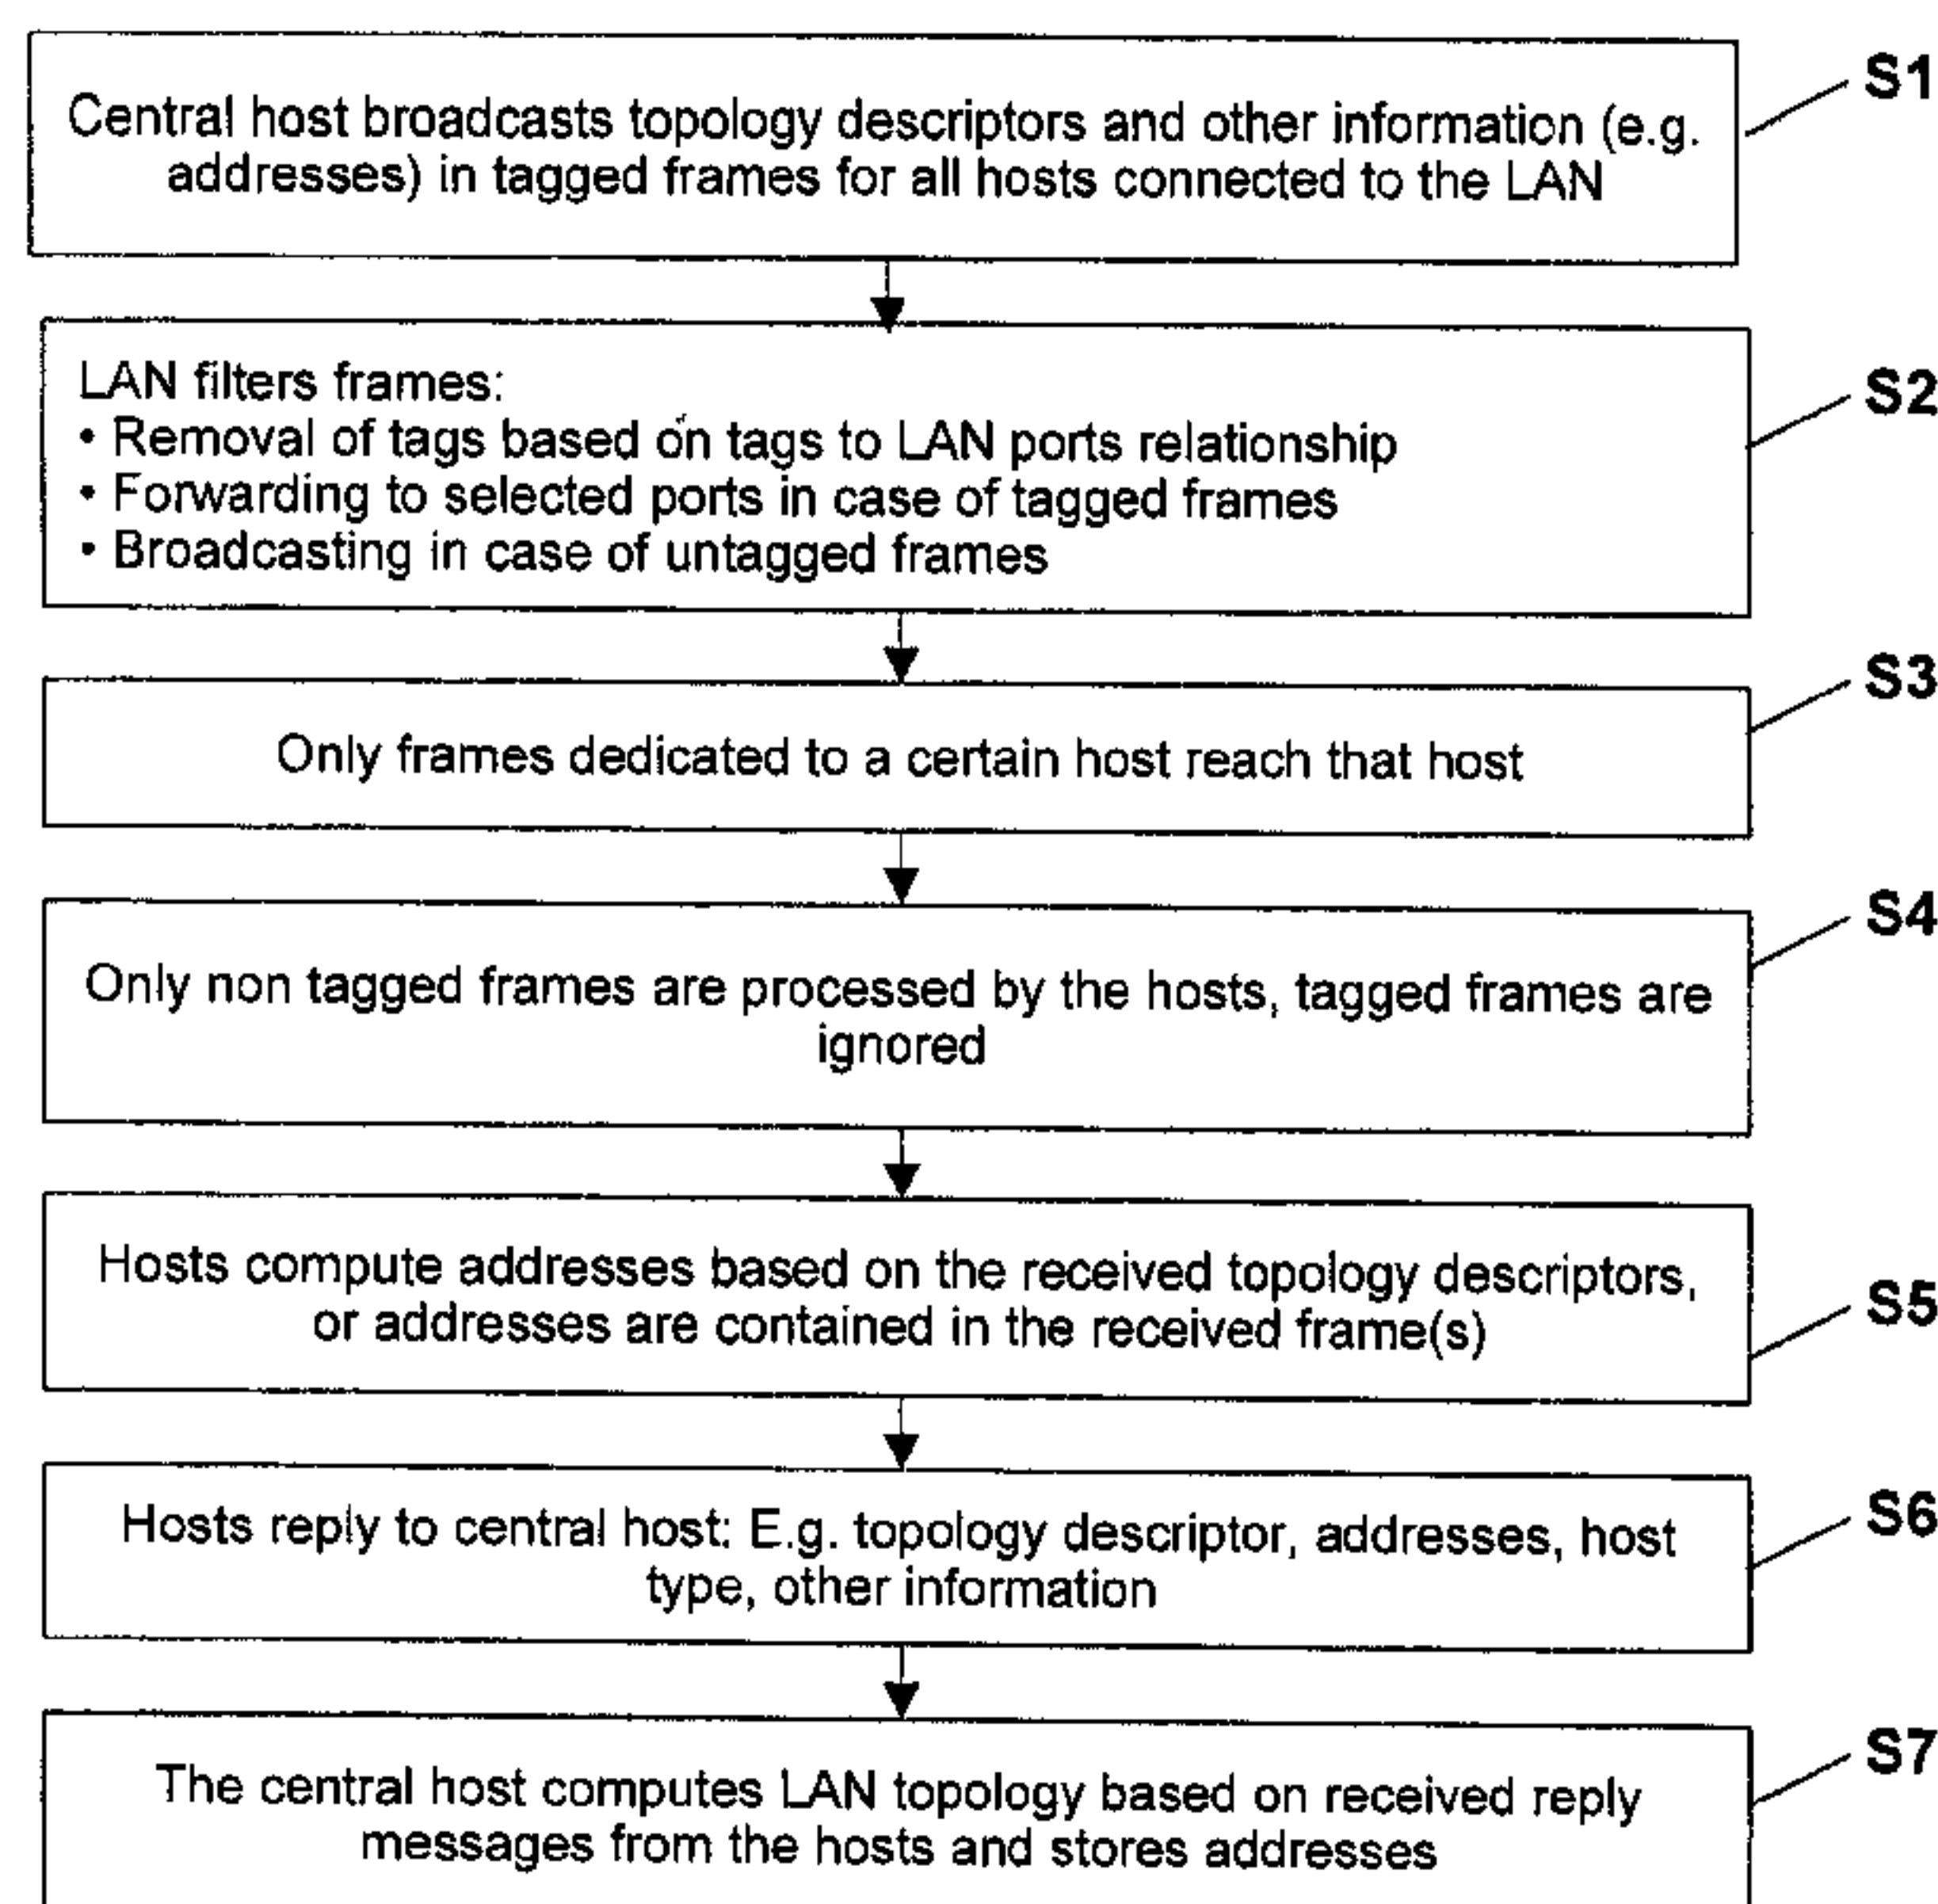 Central host broadcasts topology descriptors and other information (e.g.
addresses) in tagged frames for all hosts connected to the LAN
S1
LAN filters frames:
• Removal of tags based on tags to LAN ports relationship
• Forwarding to selected ports in case of tagged frames
• Broadcasting in case of untagged frames
S2
Only frames dedicated to a certain host reach that host
S3
Only non tagged frames are processed by the hosts, tagged frames are
ignored
S4
Hosts compute addresses based on the received topology descriptors,
or addresses are contained in the received frame(s)
S5
Hosts reply to central host: E.g. topology descriptor, addresses, host
type, other information
S6
The central host computes LAN topology based on received reply
messages from the hosts and stores addresses
S7